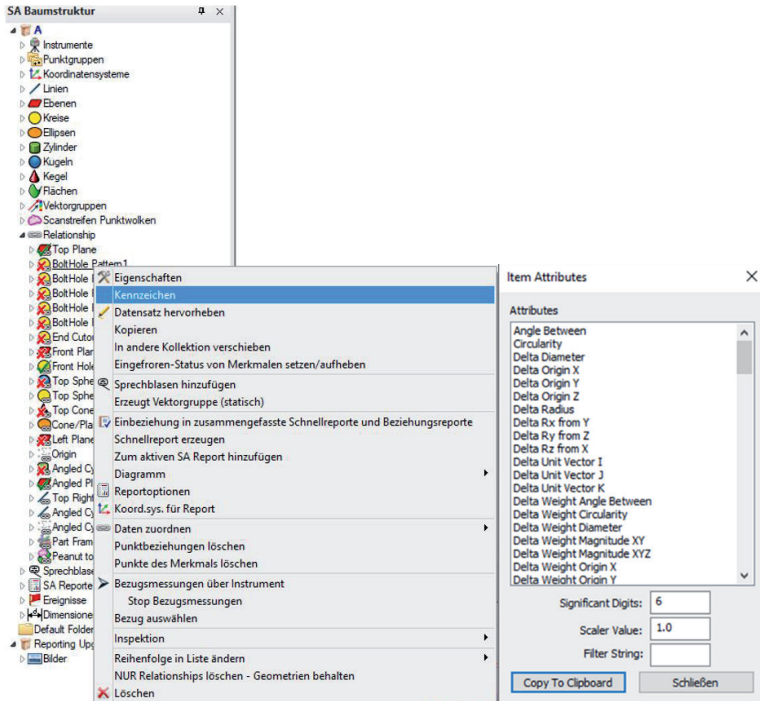 SA Baumstruktur
A
Instrumente
Punktgruppen
Koordinatensysteme
Linien
Ebenen
Kreise
Ellipsen
Zylinder
Kugeln
Kegel
Flächen
Vektorgruppen
Scanstreifen Punktwolken
Relationship
Top Plane
BoltHole Pattern1
BoltHole
BoltHole
BoltHole
BoltHole
End Cuto
Front Plan
Front Hole
Top Sphe
Top Sphe
Top Cone
Cone/Pla
Left Plane
Origin
Angled Cy
Angled Pl
Top Right
Angled Cy
Angled Cy
Part Fram
Peanut to
Sprechblase
SA Reporte
Ereignisse
Dimensione
Default Folder
Reporting Upg
Bilder
Eigenschaften
Kennzeichen
Datensatz hervorheben
Kopieren
In andere Kollektion verschieben
Eingefroren-Status von Merkmalen setzen/aufheben
Sprechblasen hinzufügen
Erzeugt Vektorgruppe (statisch)
Einbeziehung in zusammengefasste Schnellreporte und Beziehungsreporte
Schnellreport erzeugen
Zum aktiven SA Report hinzufügen
Diagramm
Reportoptionen
Koord.sys. für Report
Daten zuordnen
Punktbeziehungen löschen
Punkte des Merkmals löschen
Bezugsmessungen über Instrument
Stop Bezugsmessungen
Bezug auswählen
Inspektion
Reihenfolge in Liste ändern
NUR Relationships löschen - Geometrien behalten
Löschen
Item Attributes
Attributes
Angle Between
Circularity
Delta Diameter
Delta Origin X
Delta Origin Y
Delta Origin Z
Delta Radius
Delta Rx from Y
Delta Ry from Z
Delta Rz from X
Delta Unit Vector I
Delta Unit Vector J
Delta Unit Vector K
Delta Weight Angle Between
Delta Weight Circularity
Delta Weight Diameter
Delta Weight Magnitude XY
Delta Weight Magnitude XYZ
Delta Weight Origin X
Delta Weight Origin Y
Significant Digits: 6
Scaler Value: 1.0
Filter String:
Copy To Clipboard Schließen